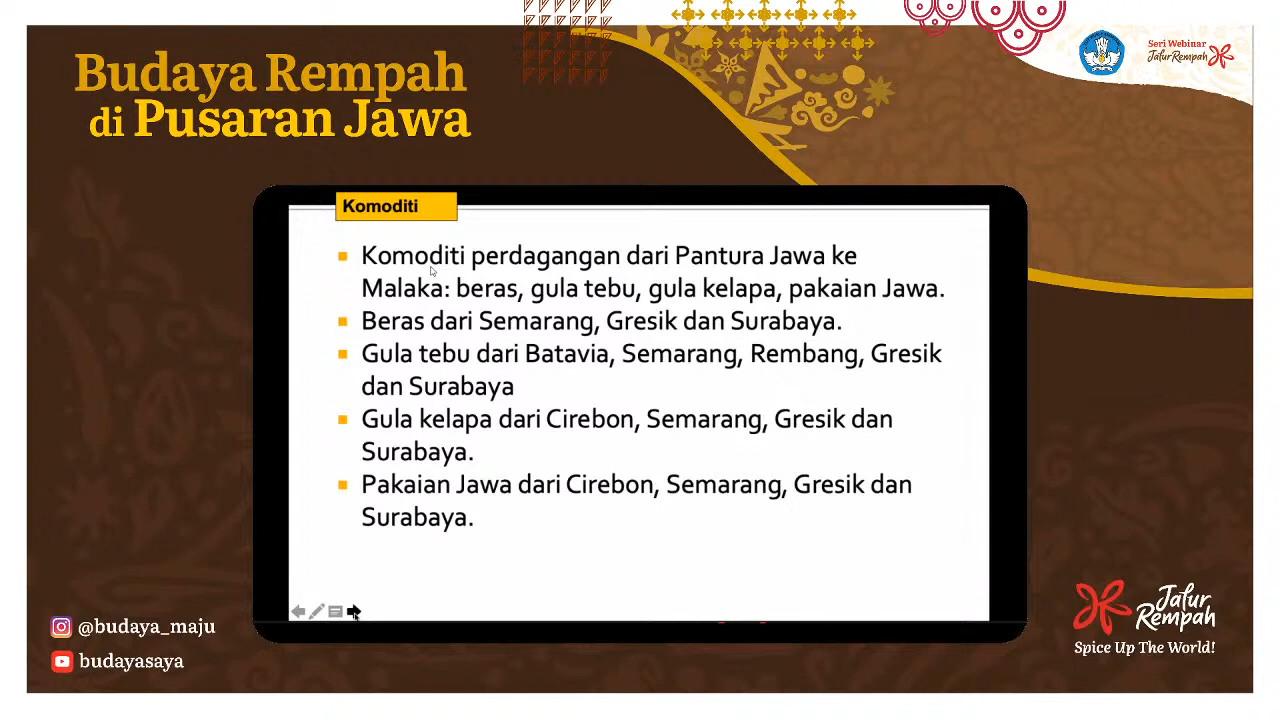 Budaya Rempah
di Pusaran Jawa
Seri Webinar
Jalur Rempah
Komoditi
Komoditi perdagangan dari Pantura Jawa ke
Malaka: beras, gula tebu, gula kelapa, pakaian Jawa.
Beras dari Semarang, Gresik dan Surabaya.
Gula tebu dari Batavia, Semarang, Rembang, Gresik
dan Surabaya
Gula kelapa dari Cirebon, Semarang, Gresik dan
Surabaya.
Pakaian Jawa dari Cirebon, Semarang, Gresik dan
Surabaya.
@budaya_maju
budayasaya
Jalur
Rempah
Spice Up The World!